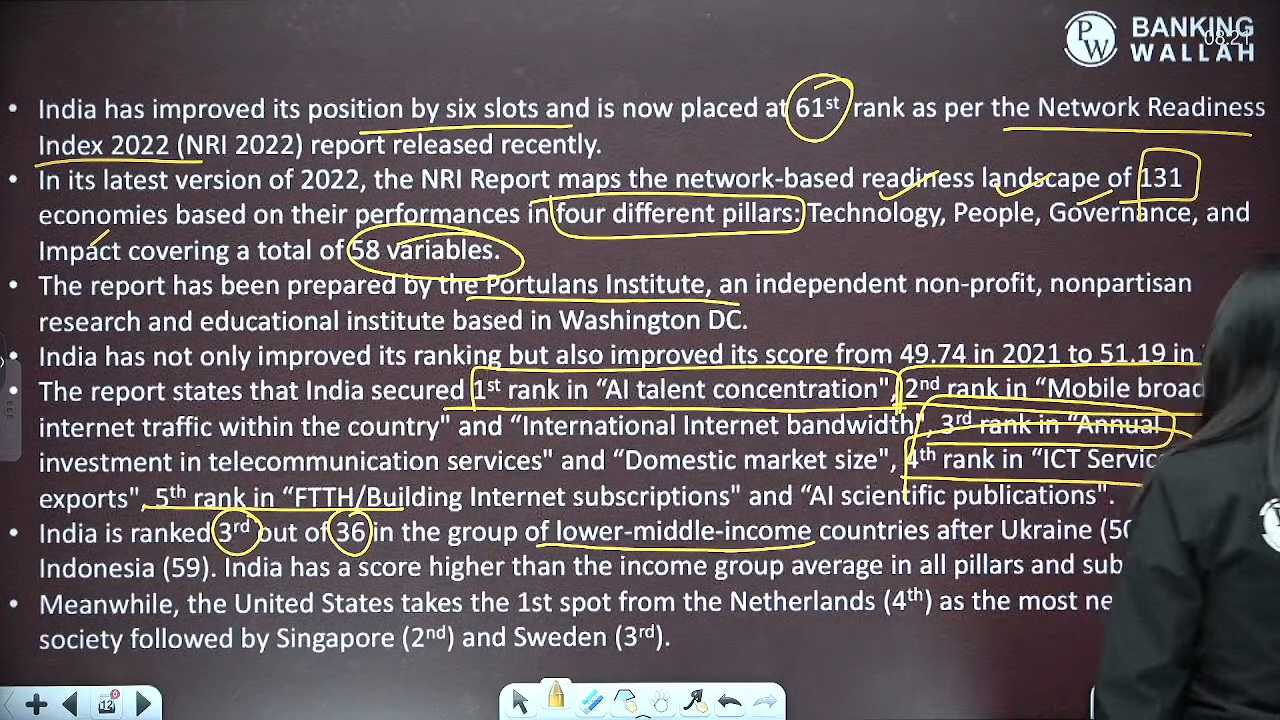 PW BANKING WALLAH
08:21
• India has improved its position by six slots and is now placed at 61st rank as per the Network Readiness
Index 2022 (NRI 2022) report released recently.
• In its latest version of 2022, the NRI Report maps the network-based readiness landscape of 131
economies based on their performances in four different pillars: Technology, People, Governance, and
Impact covering a total of 58 variables.
• The report has been prepared by the Portulans Institute, an independent non-profit, nonpartisan
research and educational institute based in Washington DC.
• India has not only improved its ranking but also improved its score from 49.74 in 2021 to 51.19 in
• The report states that India secured 1st rank in “AI talent concentration", 2nd rank in “Mobile broad
internet traffic within the country" and “International Internet bandwidth", 3rd rank in “Annual
investment in telecommunication services" and “Domestic market size", 4th rank in “ICT Servic
exports", 5th rank in “FTTH/Building Internet subscriptions" and “AI scientific publications".
• India is ranked 3rd out of 36 in the group of lower-middle-income countries after Ukraine (50
Indonesia (59). India has a score higher than the income group average in all pillars and sub
• Meanwhile, the United States takes the 1st spot from the Netherlands (4th) as the most ne
society followed by Singapore (2nd) and Sweden (3rd).
12